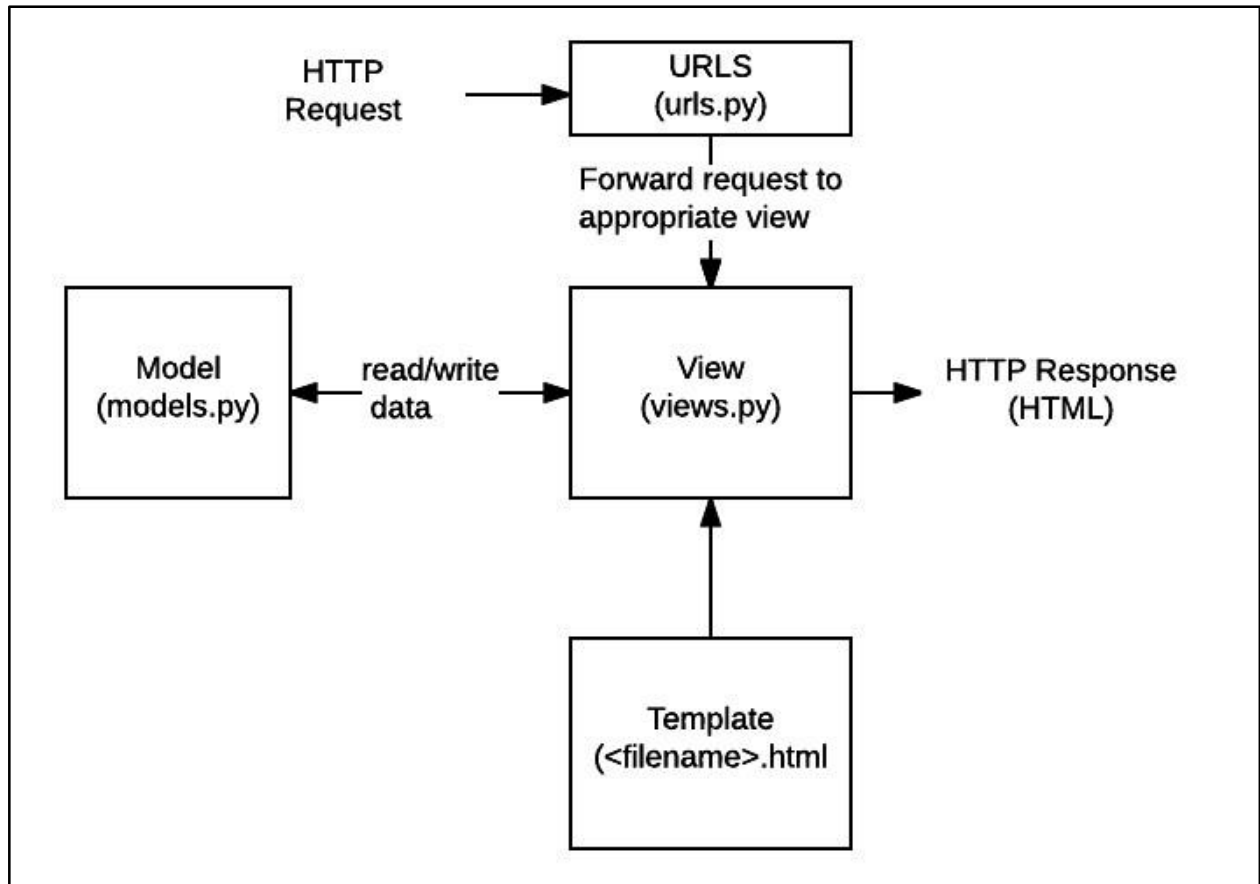 HTTP
Request
URLS
(urls.py)
Forward request to
appropriate view
Model
(models.py)
read/write
data
View
(views.py)
HTTP Response
(HTML)
Template
(<filename>.html